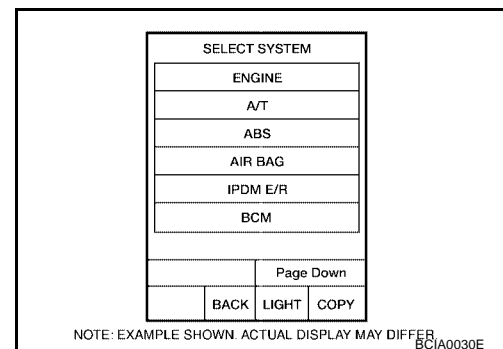 SELECT SYSTEM
ENGINE
A/T
ABS
AIR BAG
IPDM E/R
BCM
Page Down
BACK LIGHT COPY
NOTE: EXAMPLE SHOWN. ACTUAL DISPLAY MAY DIFFER.
BCIA0030E